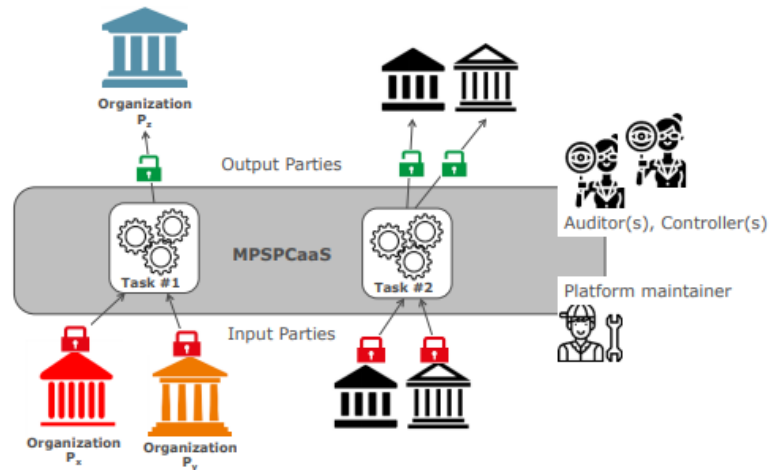 Organization
Pz
Output Parties
Auditor(s), Controller(s)
MPSPCaaS
Task #1
Task #2
Platform maintainer
Input Parties
Organization
Px
Organization
Py